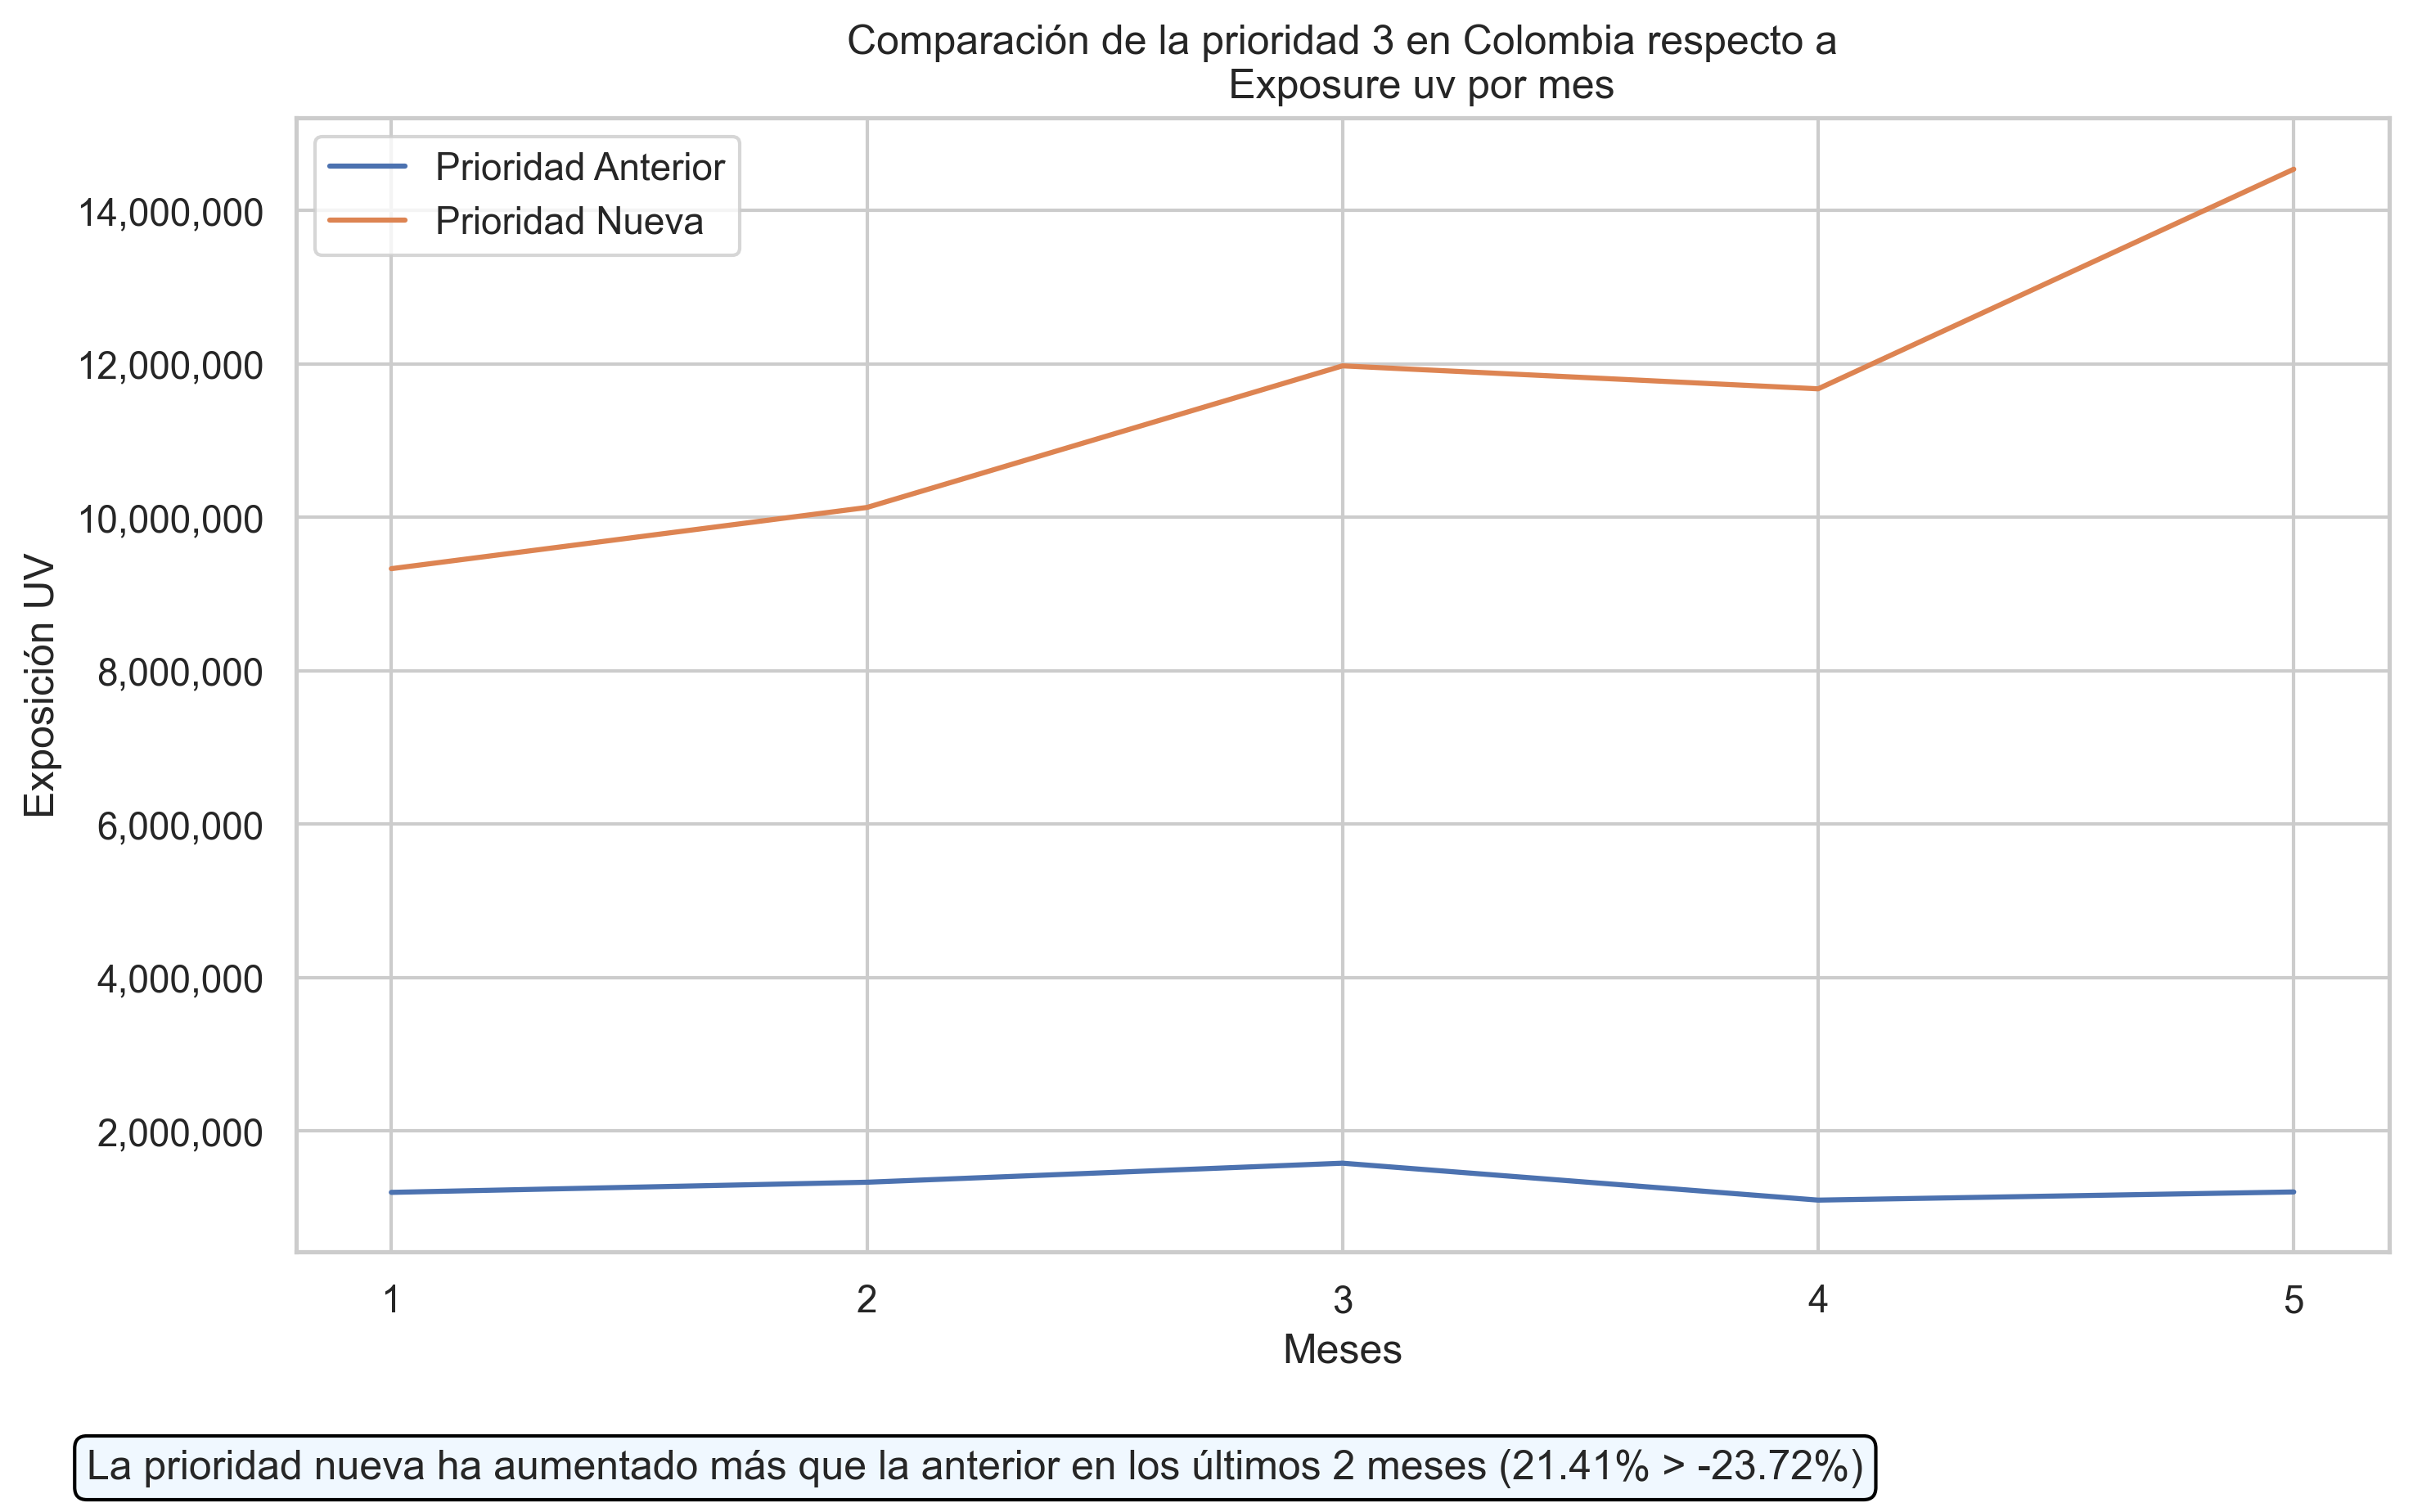 Comparación de la prioridad 3 en Colombia respecto a
Exposure uv por mes
Prioridad Anterior
Prioridad Nueva
14,000,000
12,000,000
10,000,000
8,000,000
6,000,000
4,000,000
2,000,000
Exposición UV
1 2 3 4 5
Meses
La prioridad nueva ha aumentado más que la anterior en los últimos 2 meses (21.41% > -23.72%)